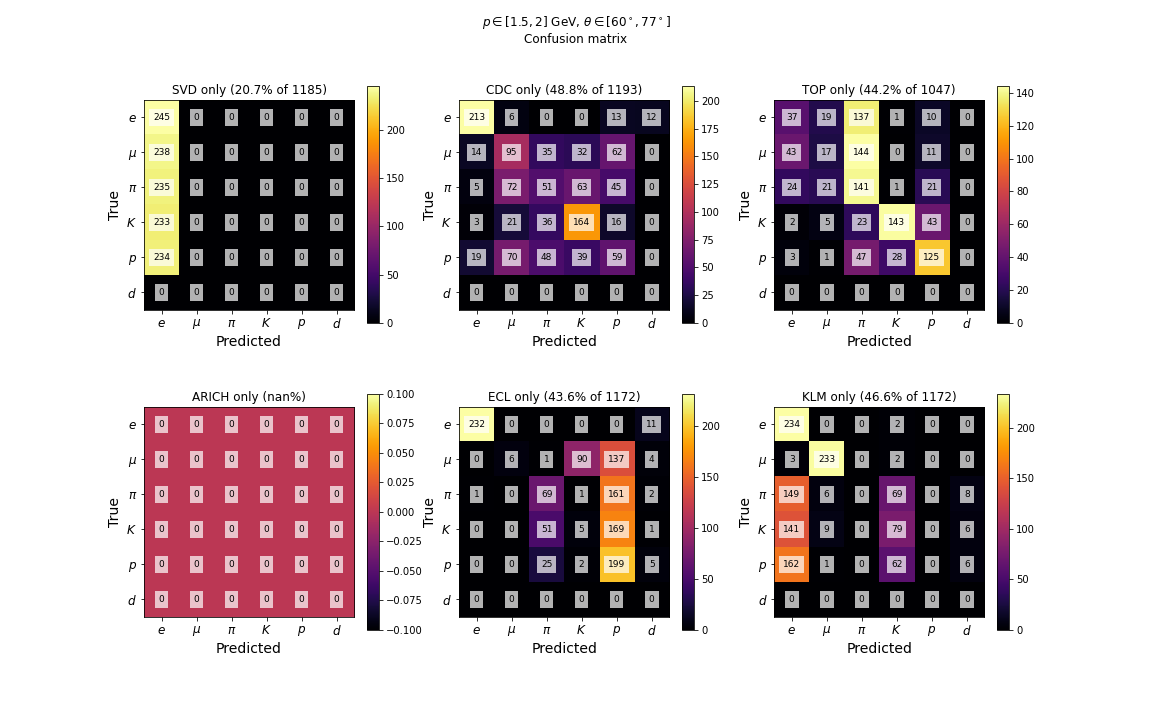 p ∈ [1.5, 2] GeV, θ ∈ [60°, 77°]
Confusion matrix
SVD only (20.7% of 1185)
e 245 0 0 0 0 0
μ 238 0 0 0 0 0
π 235 0 0 0 0 0
K 233 0 0 0 0 0
p 234 0 0 0 0 0
d 0 0 0 0 0 0
e μ π K p d
True
Predicted
200
150
100
50
0
CDC only (48.8% of 1193)
e 213 6 0 0 13 12
μ 14 95 35 32 62 0
π 5 72 51 63 45 0
K 3 21 36 164 16 0
p 19 70 48 39 59 0
d 0 0 0 0 0 0
e μ π K p d
True
Predicted
200
175
150
125
100
75
50
25
0
TOP only (44.2% of 1047)
e 37 19 137 1 10 0
μ 43 17 144 0 11 0
π 24 21 141 1 21 0
K 2 5 23 143 43 0
p 3 1 47 28 125 0
d 0 0 0 0 0 0
e μ π K p d
True
Predicted
140
120
100
80
60
40
20
0
ARICH only (nan%)
e 0 0 0 0 0 0
μ 0 0 0 0 0 0
π 0 0 0 0 0 0
K 0 0 0 0 0 0
p 0 0 0 0 0 0
d 0 0 0 0 0 0
e μ π K p d
True
Predicted
0.100
0.075
0.050
0.025
0.000
−0.025
−0.050
−0.075
−0.100
ECL only (43.6% of 1172)
e 232 0 0 0 0 11
μ 0 6 1 90 137 4
π 1 0 69 1 161 2
K 0 0 51 5 169 1
p 0 0 25 2 199 5
d 0 0 0 0 0 0
e μ π K p d
True
Predicted
200
150
100
50
0
KLM only (46.6% of 1172)
e 234 0 0 2 0 0
μ 3 233 0 2 0 0
π 149 6 0 69 0 8
K 141 9 0 79 0 6
p 162 1 0 62 0 6
d 0 0 0 0 0 0
e μ π K p d
True
Predicted
200
150
100
50
0